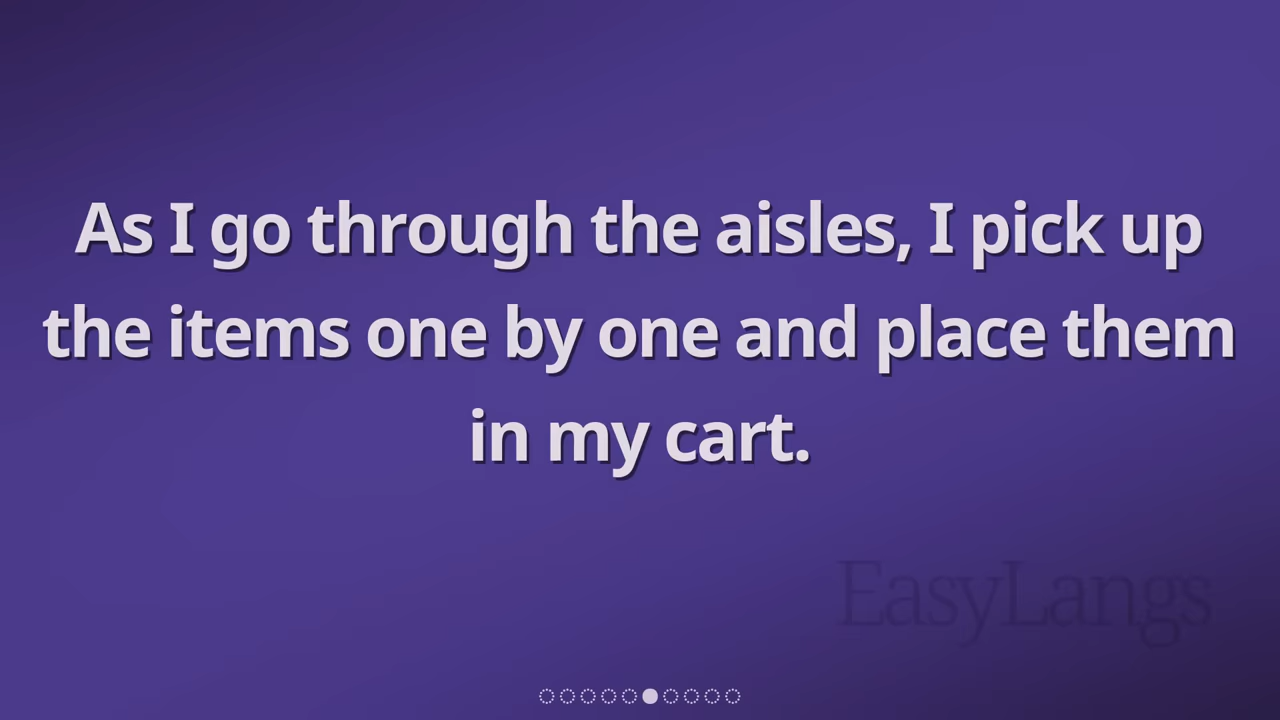 As I go through the aisles, I pick up
the items one by one and place them
in my cart.
EasyLangs